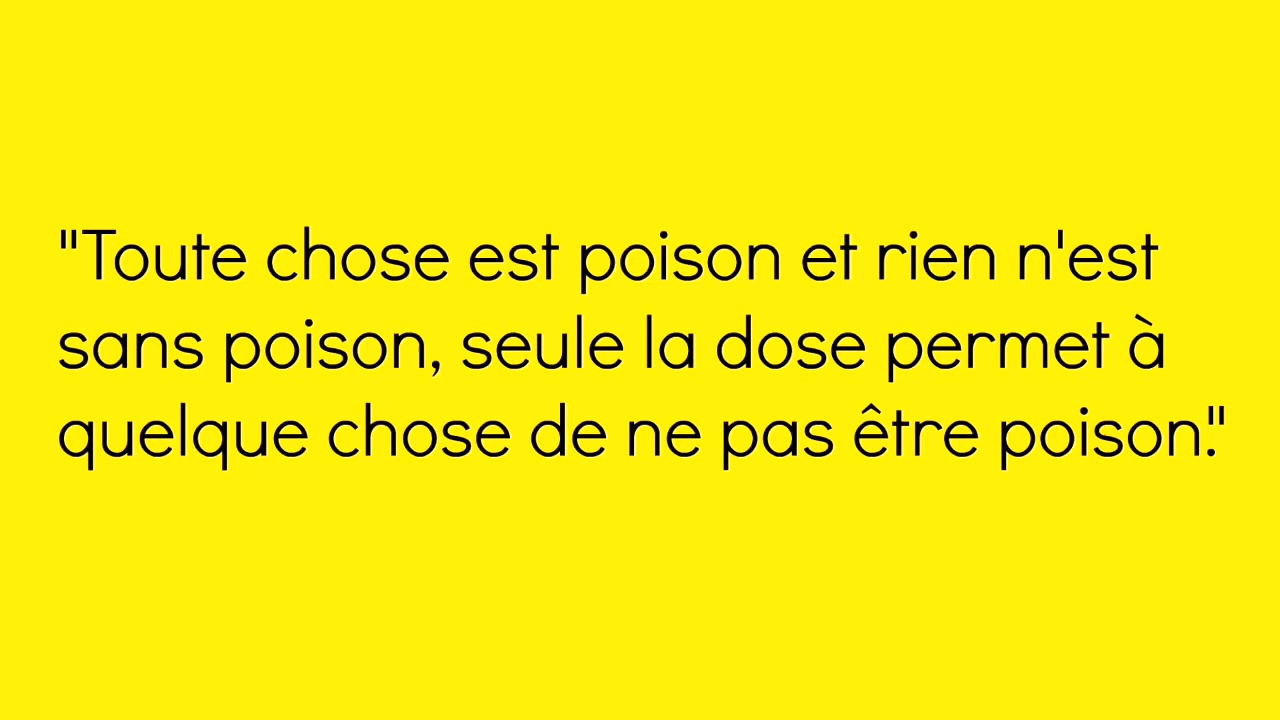 "Toute chose est poison et rien n'est
sans poison, seule la dose permet à
quelque chose de ne pas être poison."